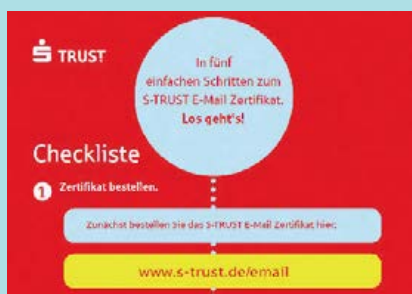 TRUST
In fünf
einfachen Schritten zum
S-TRUST E-Mail Zertifikat.
Los geht's!
Checkliste
1 Zertifikat bestellen.
Zunächst bestellen Sie das S-TRUST E-Mail Zertifikat hier:
www.s-trust.de/email